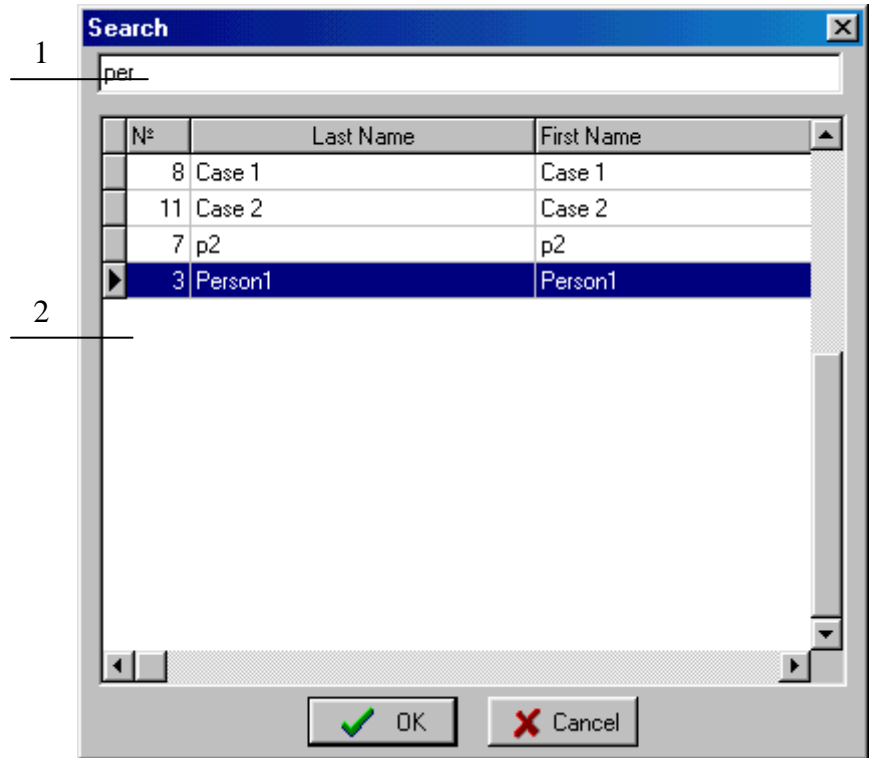 Search
1
per
Nº Last Name First Name
8 Case 1 Case 1
11 Case 2 Case 2
7 p2 p2
3 Person1 Person1
2
OK Cancel